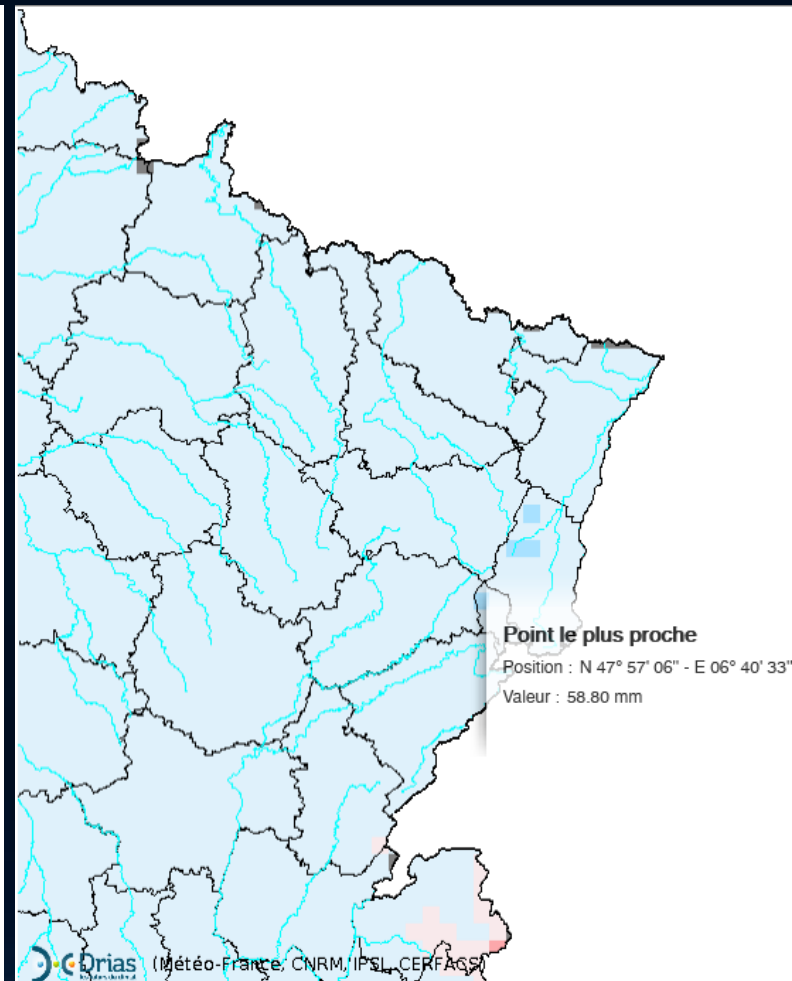 Point le plus proche
Position : N 47° 57' 06" - E 06° 40' 33"
Valeur : 58.80 mm
Drias (Météo-France, CNRM, IPSL, CERFACS)